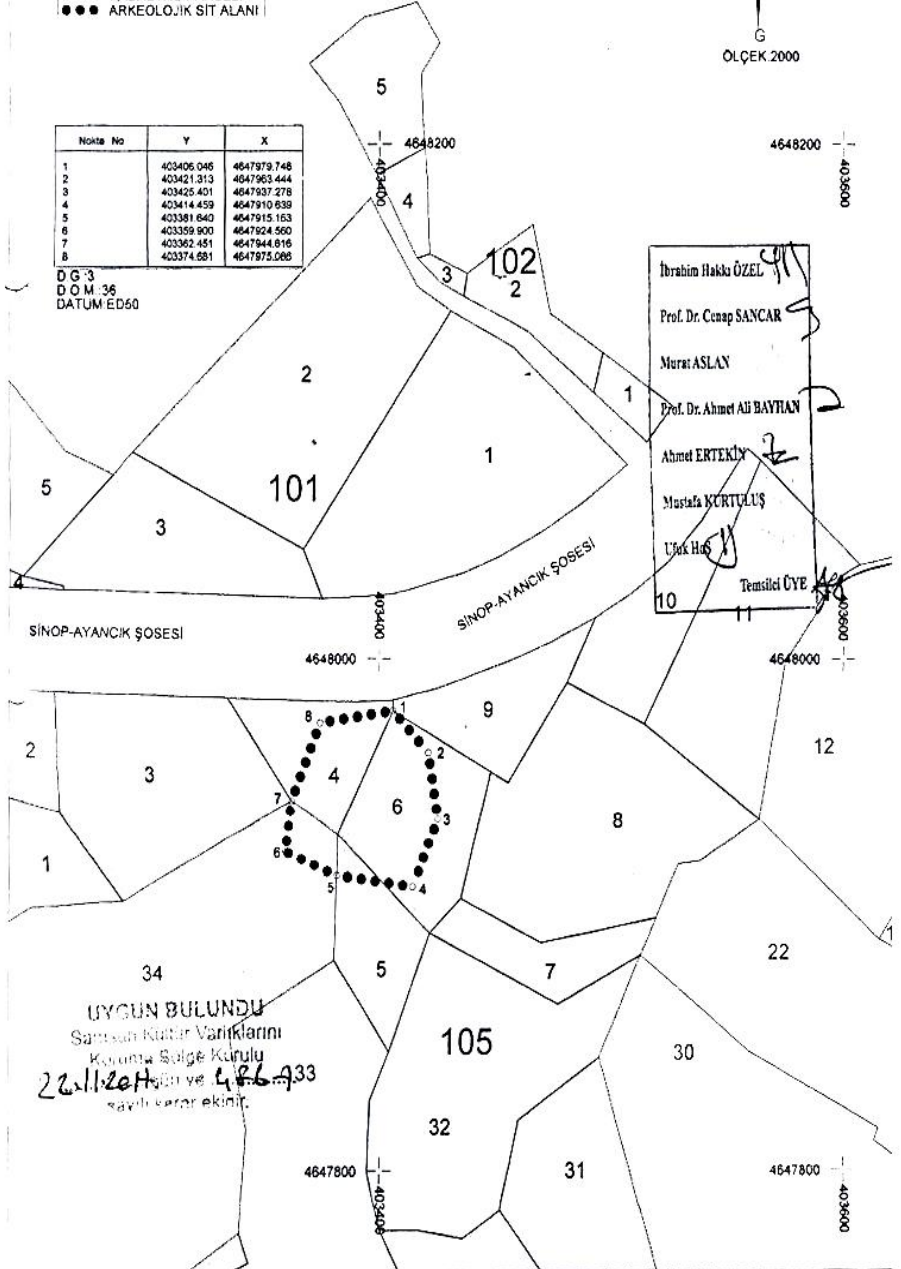 ●●● ARKEOLOJİK SİT ALANI
G
ÖLÇEK:2000
Nokta No Y X
1 403406.046 4647979.748
2 403421.313 4647963.444
3 403425.401 4647937.278
4 403414.459 4647910.639
5 403381.640 4647915.163
6 403359.900 4647924.560
7 403362.451 4647944.616
8 403374.681 4647975.066
D G :3
D O M :36
DATUM:ED50
5
4648200
4648200
403400
403600
4
3
102
2
1
2
1
101
3
5
4
İbrahim Hakkı ÖZEL
Prof. Dr. Cenap SANCAR
Murat ASLAN
Prof. Dr. Ahmet Ali BAYHAN
Ahmet ERTEKİN
Mustafa KURTULUŞ
Ufuk
Temsilci ÜYE
10
11
SİNOP-AYANCIK ŞOSESİ
SİNOP-AYANCIK ŞOSESİ
403400
403600
4648000
4648000
2
3
1
4
6
9
8
12
1
2
3
4
5
6
7
8
34
5
7
22
1
105
30
32
31
33
UYGUN BULUNDU
Samsun Kültür Varlıklarını
Koruma Bölge Kurulu
gün ve
sayılı karar ekidir.
4647800
4647800
403400
403600